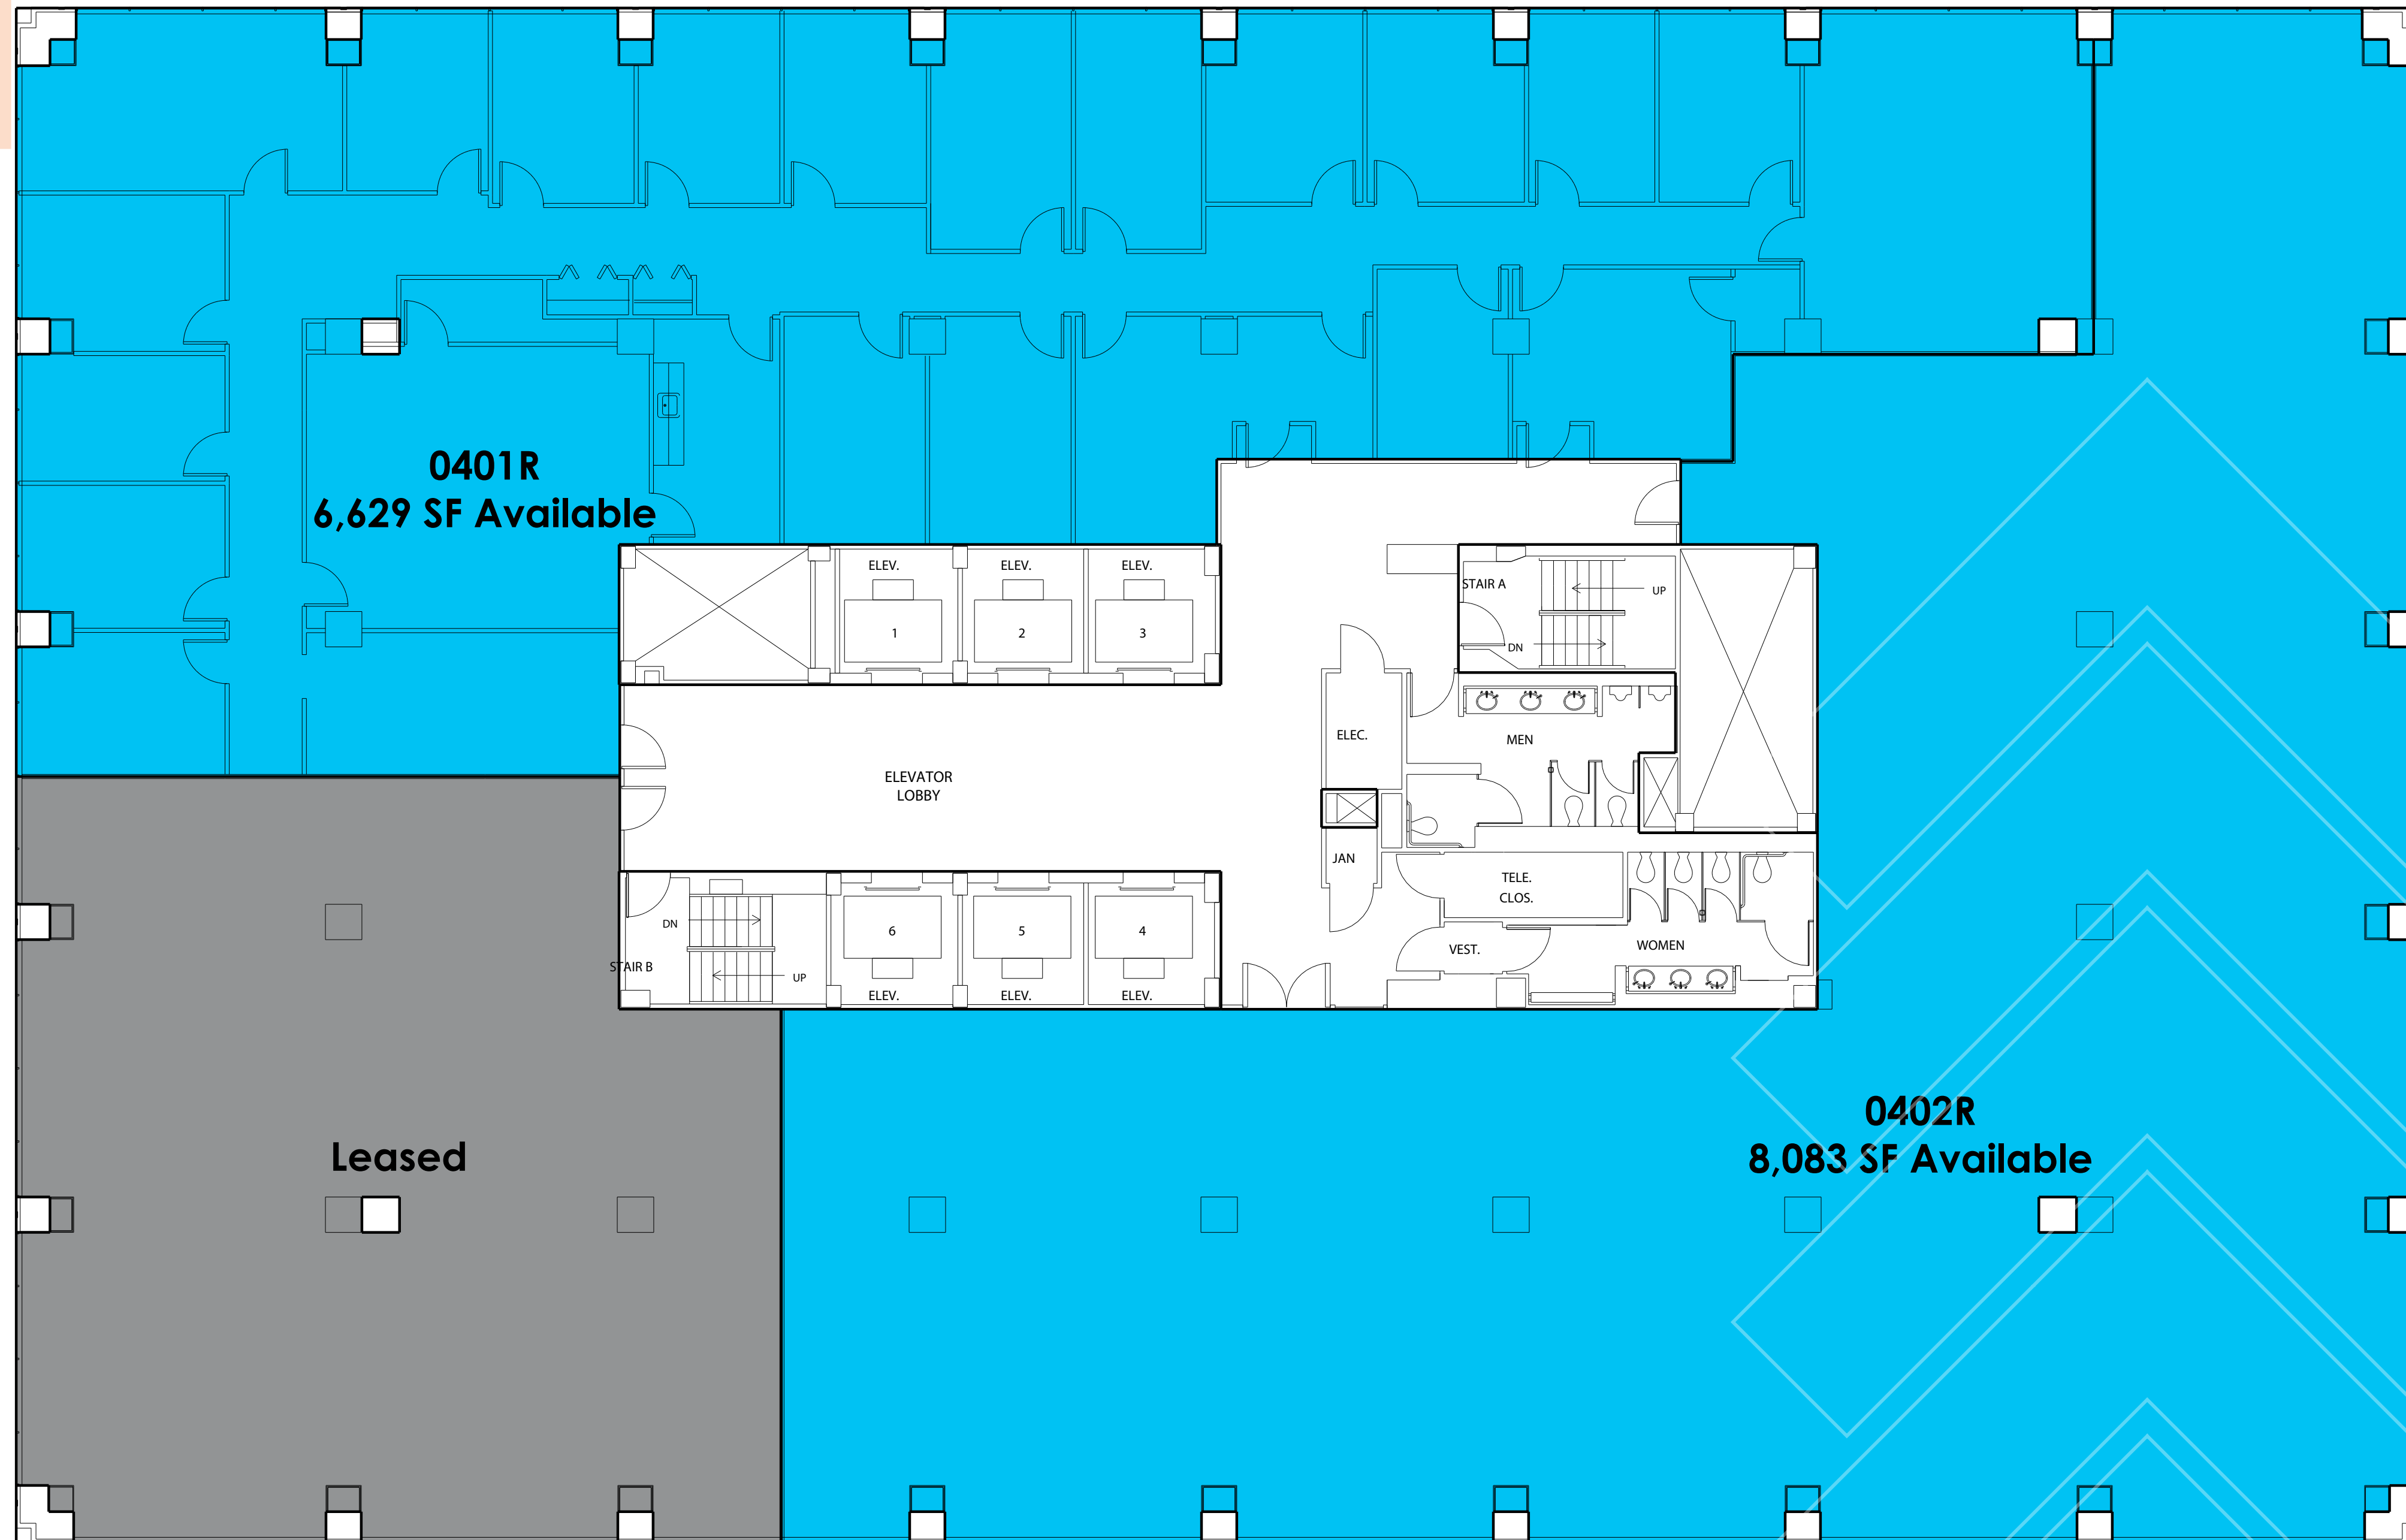 0401R
6,629 SF Available
ELEV.
ELEV.
ELEV.
1
2
3
STAIR A
UP
DN
ELEC.
MEN
ELEVATOR
LOBBY
JAN
TELE.
CLOS.
DN
STAIR B
UP
6
5
4
ELEV.
ELEV.
ELEV.
VEST.
WOMEN
Leased
0402R
8,083 SF Available